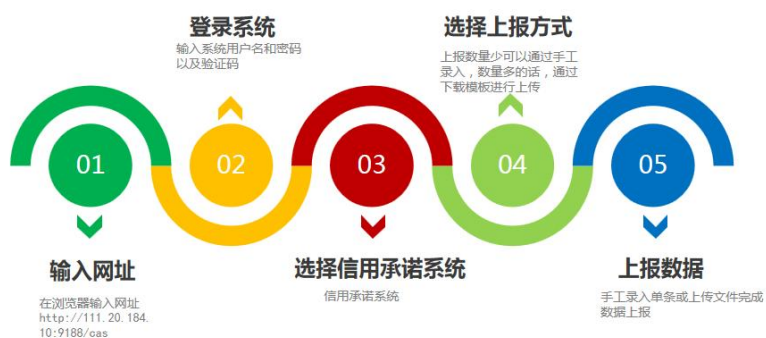 01
输入网址
在浏览器输入网址
http://111.20.184.
10:9188/cas
登录系统
输入系统用户名和密码
以及验证码
02
03
选择信用承诺系统
信用承诺系统
选择上报方式
上报数量少可以通过手工
录入，数量多的话，通过
下载模板进行上传
04
05
上报数据
手工录入单条或上传文件完成
数据上报